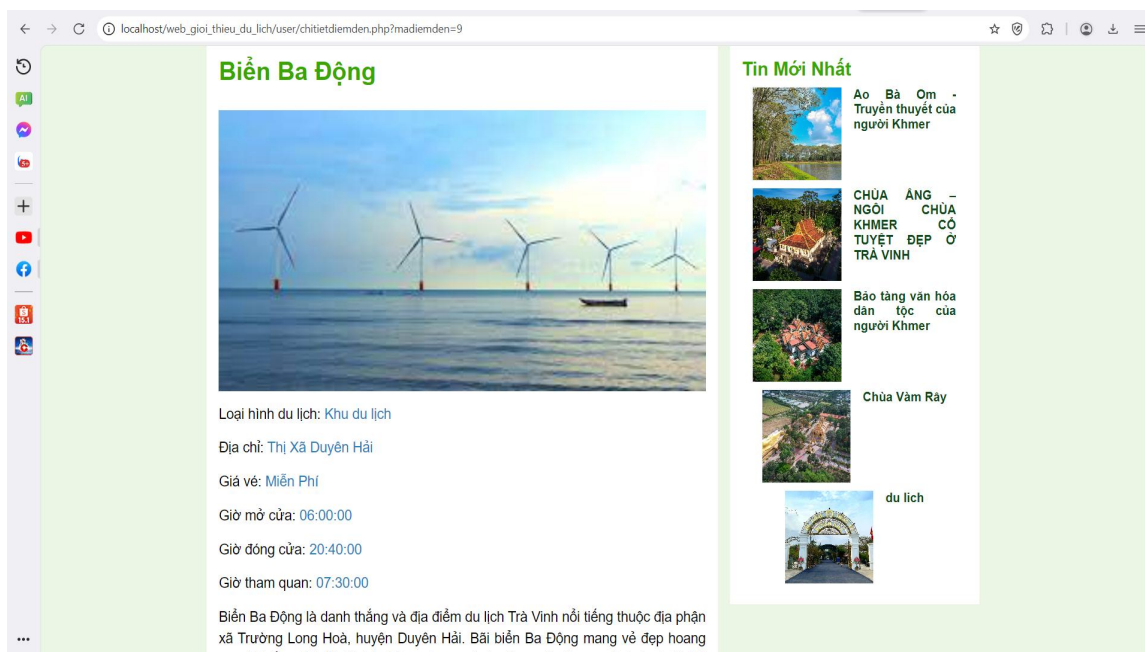 localhost/web_gioi_thieu_du_lich/user/chitietdiemden.php?madiemden=9
Biển Ba Động
Loại hình du lịch: Khu du lịch
Địa chỉ: Thị Xã Duyên Hải
Giá vé: Miễn Phí
Giờ mở cửa: 06:00:00
Giờ đóng cửa: 20:40:00
Giờ tham quan: 07:30:00
Biển Ba Động là danh thắng và địa điểm du lịch Trà Vinh nổi tiếng thuộc địa phận
xã Trường Long Hoà, huyện Duyên Hải. Bãi biển Ba Động mang vẻ đẹp hoang
Tin Mới Nhất
Ao Bà Om -
Truyền thuyết của
người Khmer
CHÙA ÂNG –
NGÔI CHÙA
KHMER CỔ
TUYỆT ĐẸP Ở
TRÀ VINH
Bảo tàng văn hóa
dân tộc của
người Khmer
Chùa Vàm Rây
du lich
AI
15.1